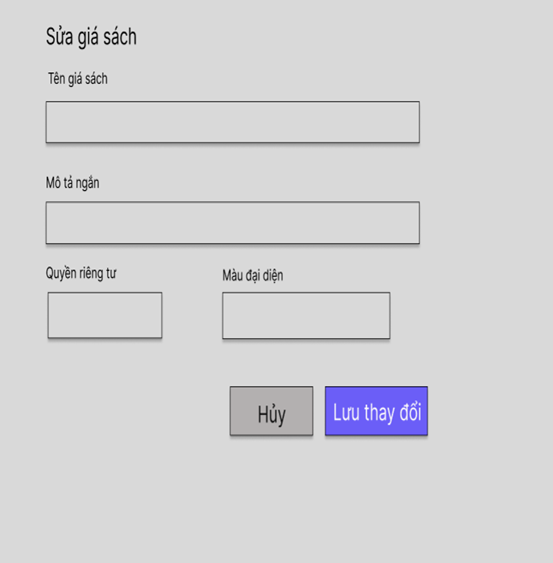 Sửa giá sách
Tên giá sách
Mô tả ngắn
Quyền riêng tư
Màu đại diện
Hủy
Lưu thay đổi